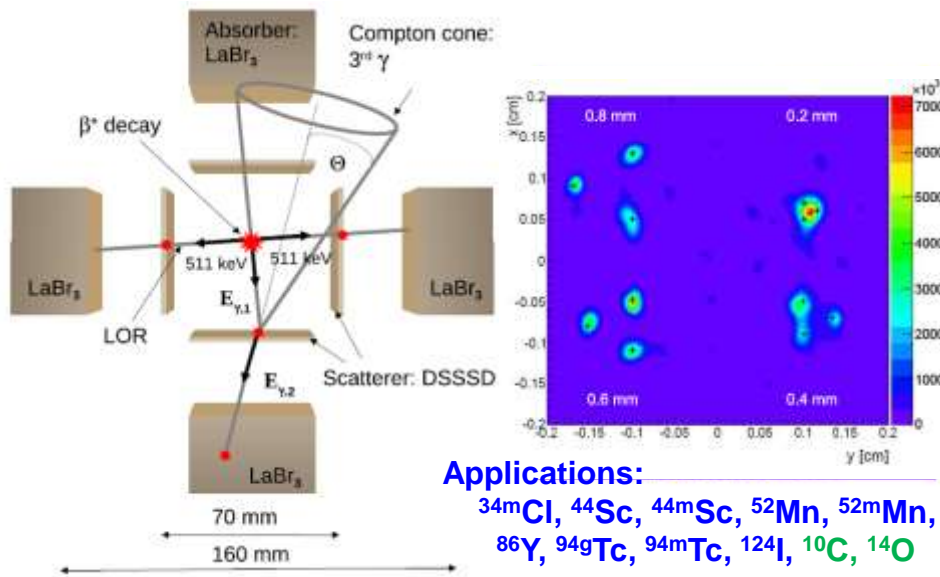 Absorber:
LaBr₃
Compton cone:
3ʳᵈ γ
β⁺ decay
Θ
511 keV
511 keV
LaBr₃
LaBr₃
Eγ,1
LOR
Scatterer: DSSSD
Eγ,2
LaBr₃
70 mm
160 mm
×10³
x [cm]
0.2
0.15
0.1
0.05
0
-0.05
-0.1
-0.15
-0.2
0.8 mm
0.2 mm
0.6 mm
0.4 mm
-0.2 -0.15 -0.1 -0.05 0 0.05 0.1 0.15 0.2
y [cm]
7000
6000
5000
4000
3000
2000
1000
0
Applications:
³⁴ᵐCl, ⁴⁴Sc, ⁴⁴ᵐSc, ⁵²Mn, ⁵²ᵐMn,
⁸⁶Y, ⁹⁴ᵍTc, ⁹⁴ᵐTc, ¹²⁴I, ¹⁰C, ¹⁴O